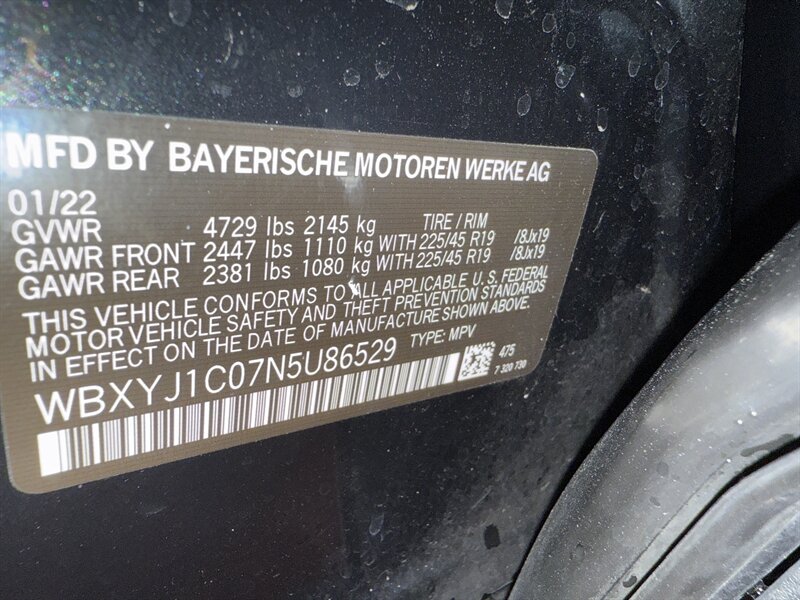 MFD BY BAYERISCHE MOTOREN WERKE AG
01/22
GVWR 4729 lbs 2145 kg TIRE / RIM
GAWR FRONT 2447 lbs 1110 kg WITH 225/45 R19 /8Jx19
GAWR REAR 2381 lbs 1080 kg WITH 225/45 R19 /8Jx19
THIS VEHICLE CONFORMS TO ALL APPLICABLE U.S. FEDERAL
MOTOR VEHICLE SAFETY AND THEFT PREVENTION STANDARDS
IN EFFECT ON THE DATE OF MANUFACTURE SHOWN ABOVE.
WBXYJ1C07N5U86529 TYPE: MPV
475
7 320 730